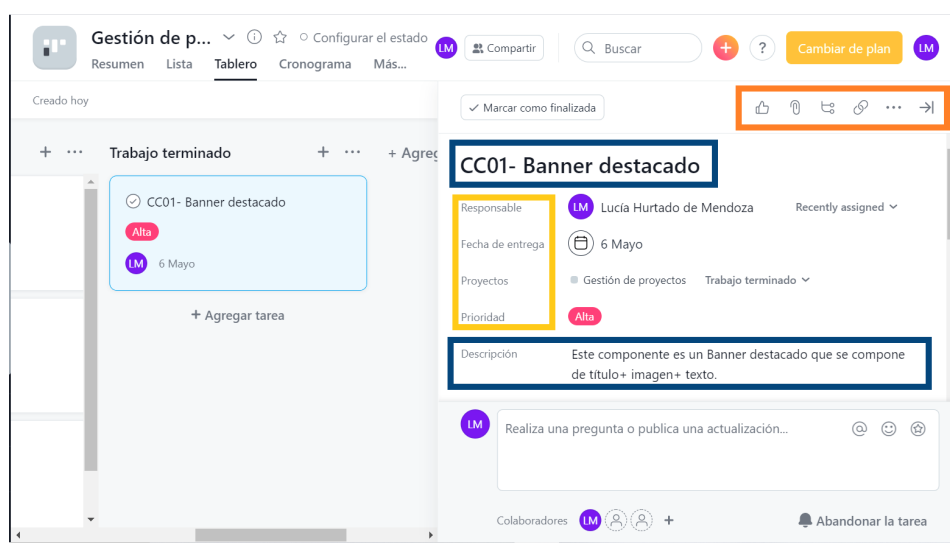 Gestión de p... Configurar el estado
LM Compartir
Buscar
?
Cambiar de plan
LM
Resumen Lista Tablero Cronograma Más...
Creado hoy
Marcar como finalizada
+ ...
Trabajo terminado + ...
+ Agreg
CC01- Banner destacado
Alta
LM 6 Mayo
+ Agregar tarea
CC01- Banner destacado
Responsable LM Lucía Hurtado de Mendoza Recently assigned
Fecha de entrega 6 Mayo
Proyectos Gestión de proyectos Trabajo terminado
Prioridad Alta
Descripción Este componente es un Banner destacado que se compone
de título+ imagen+ texto.
LM Realiza una pregunta o publica una actualización... @
Colaboradores LM +
Abandonar la tarea